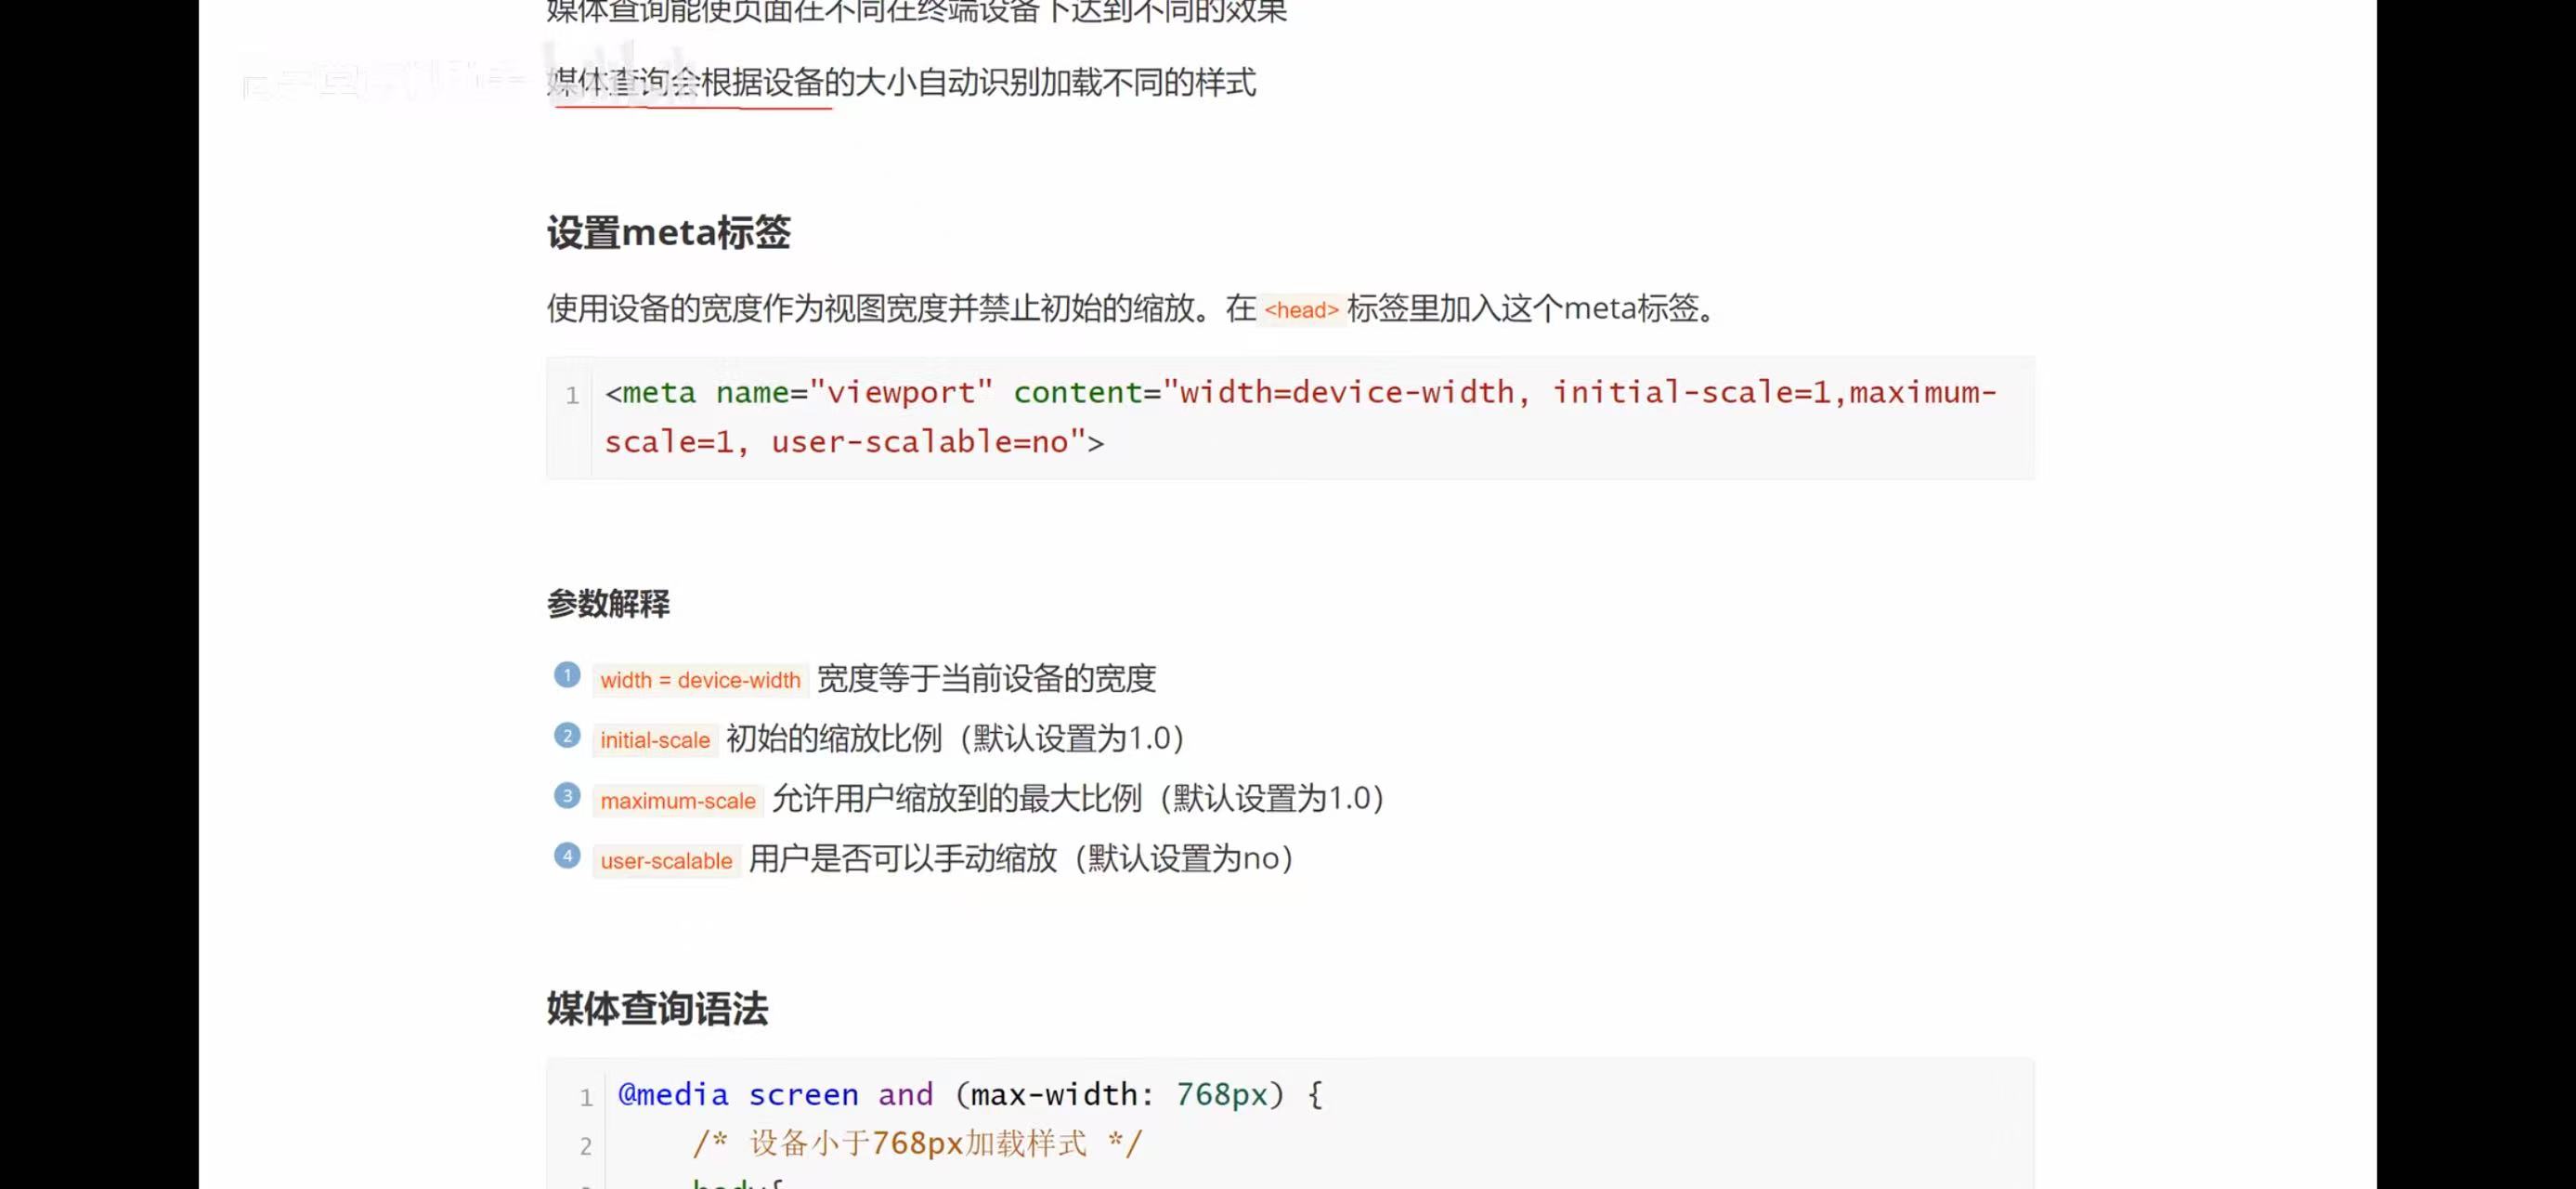 媒体查询能使页面在不同在终端设备下达到不同的效果
媒体查询会根据设备的大小自动识别加载不同的样式
设置meta标签
使用设备的宽度作为视图宽度并禁止初始的缩放。在 <head> 标签里加入这个meta标签。
1 <meta name="viewport" content="width=device-width, initial-scale=1,maximum-
scale=1, user-scalable=no">
参数解释
1 width = device-width 宽度等于当前设备的宽度
2 initial-scale 初始的缩放比例（默认设置为1.0）
3 maximum-scale 允许用户缩放到的最大比例（默认设置为1.0）
4 user-scalable 用户是否可以手动缩放（默认设置为no）
媒体查询语法
1 @media screen and (max-width: 768px) {
2 /* 设备小于768px加载样式 */
body{